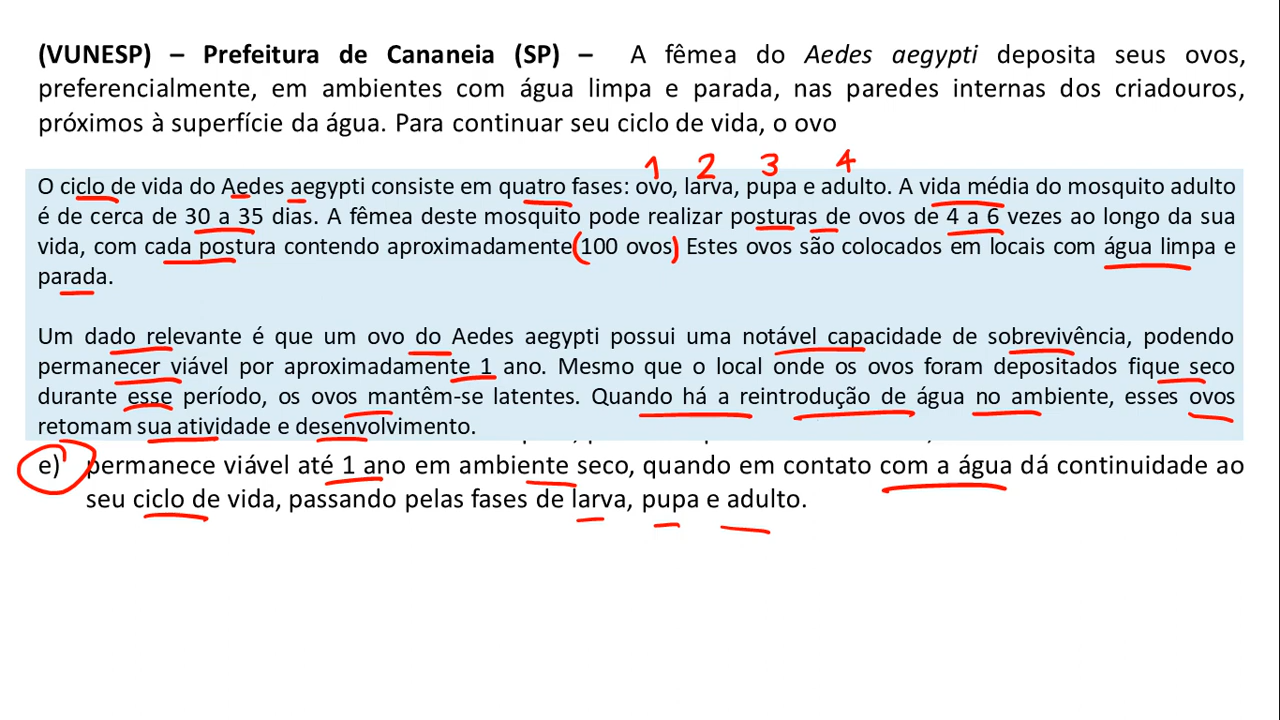 (VUNESP) – Prefeitura de Cananeia (SP) – A fêmea do Aedes aegypti deposita seus ovos,
preferencialmente, em ambientes com água limpa e parada, nas paredes internas dos criadouros,
próximos à superfície da água. Para continuar seu ciclo de vida, o ovo
1 2 3 4
O ciclo de vida do Aedes aegypti consiste em quatro fases: ovo, larva, pupa e adulto. A vida média do mosquito adulto
é de cerca de 30 a 35 dias. A fêmea deste mosquito pode realizar posturas de ovos de 4 a 6 vezes ao longo da sua
vida, com cada postura contendo aproximadamente (100 ovos) Estes ovos são colocados em locais com água limpa e
parada.
Um dado relevante é que um ovo do Aedes aegypti possui uma notável capacidade de sobrevivência, podendo
permanecer viável por aproximadamente 1 ano. Mesmo que o local onde os ovos foram depositados fique seco
durante esse período, os ovos mantêm-se latentes. Quando há a reintrodução de água no ambiente, esses ovos
retomam sua atividade e desenvolvimento.
e) permanece viável até 1 ano em ambiente seco, quando em contato com a água dá continuidade ao
seu ciclo de vida, passando pelas fases de larva, pupa e adulto.